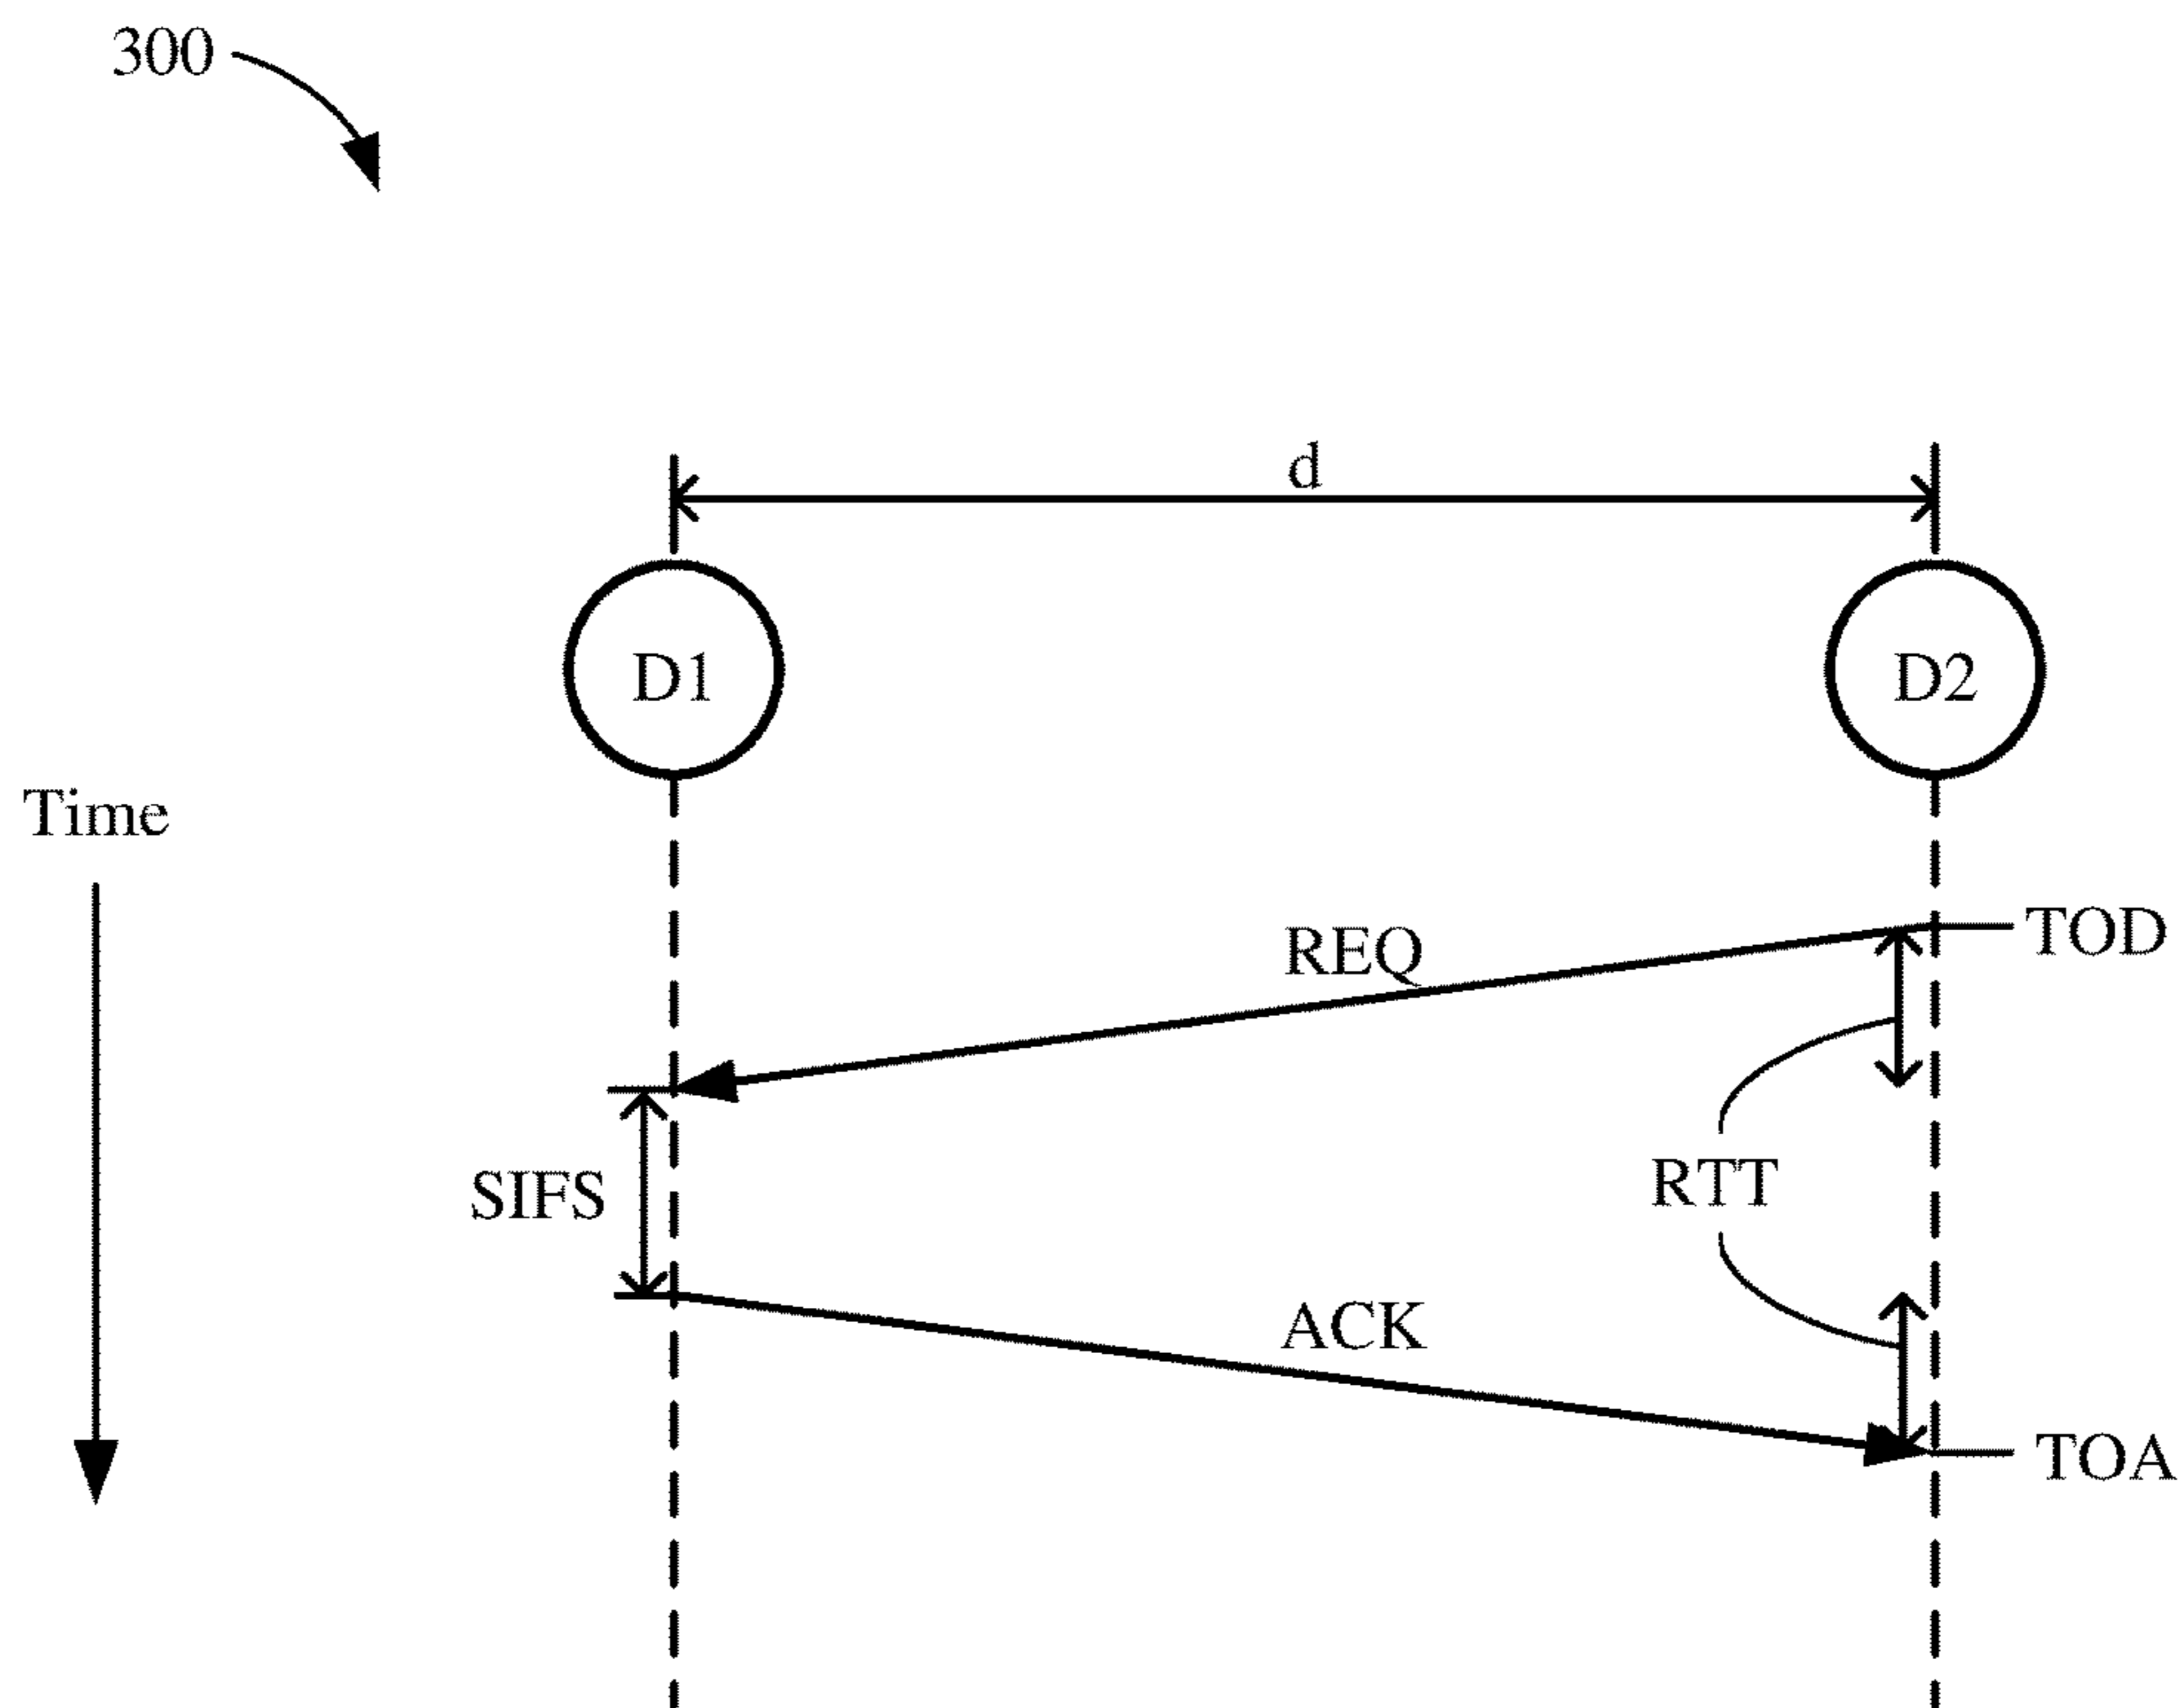 300
d
D1
D2
Time
TOD
REQ
RTT
SIFS
ACK
TOA